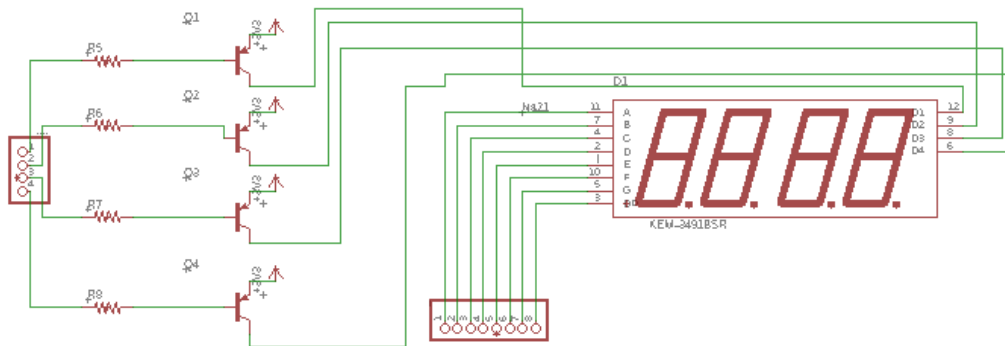 Q1
R5
+3V3
Q2
R6
+3V3
1
2
3
4
Q3
R7
+3V3
Q4
R8
+3V3
D1
N$21
11 A
7 B
4 C
2 D
1 E
10 F
5 G
3
D1 12
D2 9
D3 8
D4 6
KEM-3491BSR
1 2 3 4 5 6 7 8